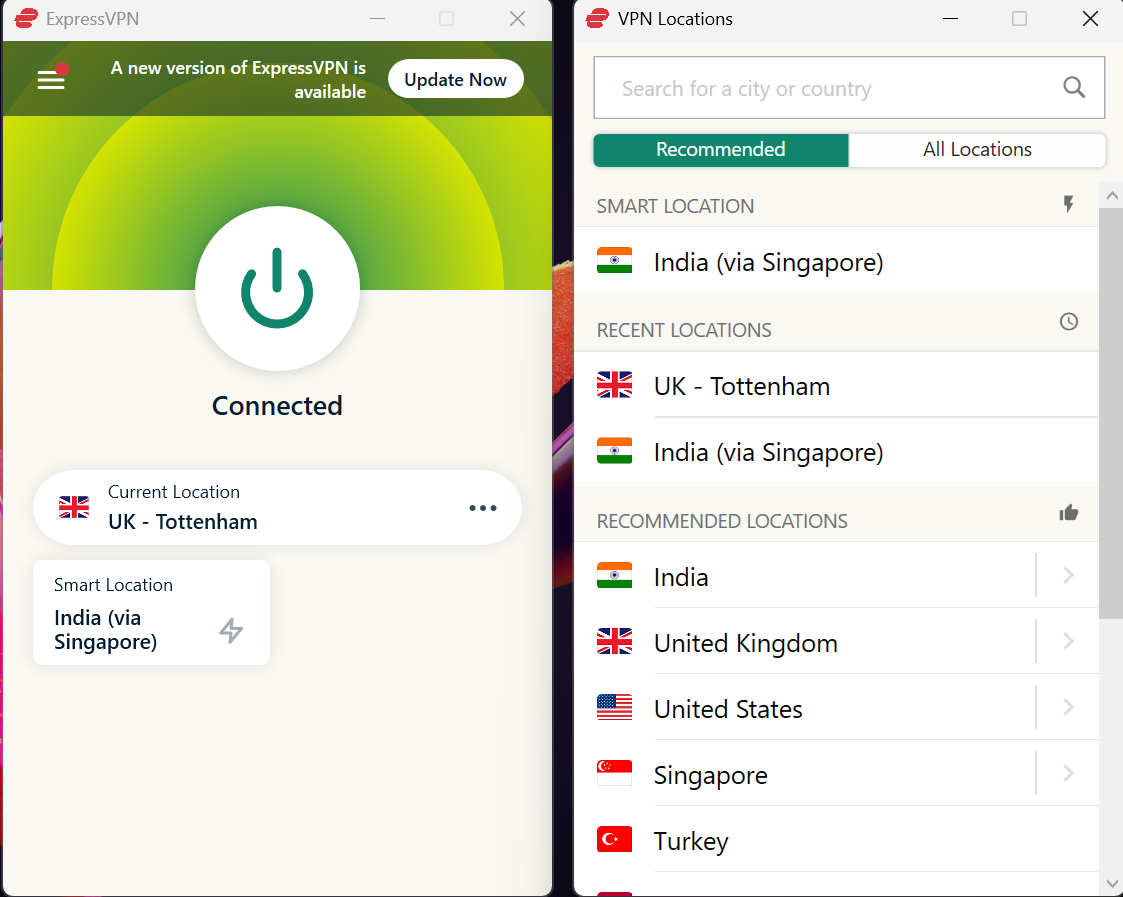 ExpressVPN
A new version of ExpressVPN is
available
Update Now
Connected
Current Location
UK - Tottenham
Smart Location
India (via
Singapore)
VPN Locations
Search for a city or country
Recommended
All Locations
SMART LOCATION
India (via Singapore)
RECENT LOCATIONS
UK - Tottenham
India (via Singapore)
RECOMMENDED LOCATIONS
India
United Kingdom
United States
Singapore
Turkey